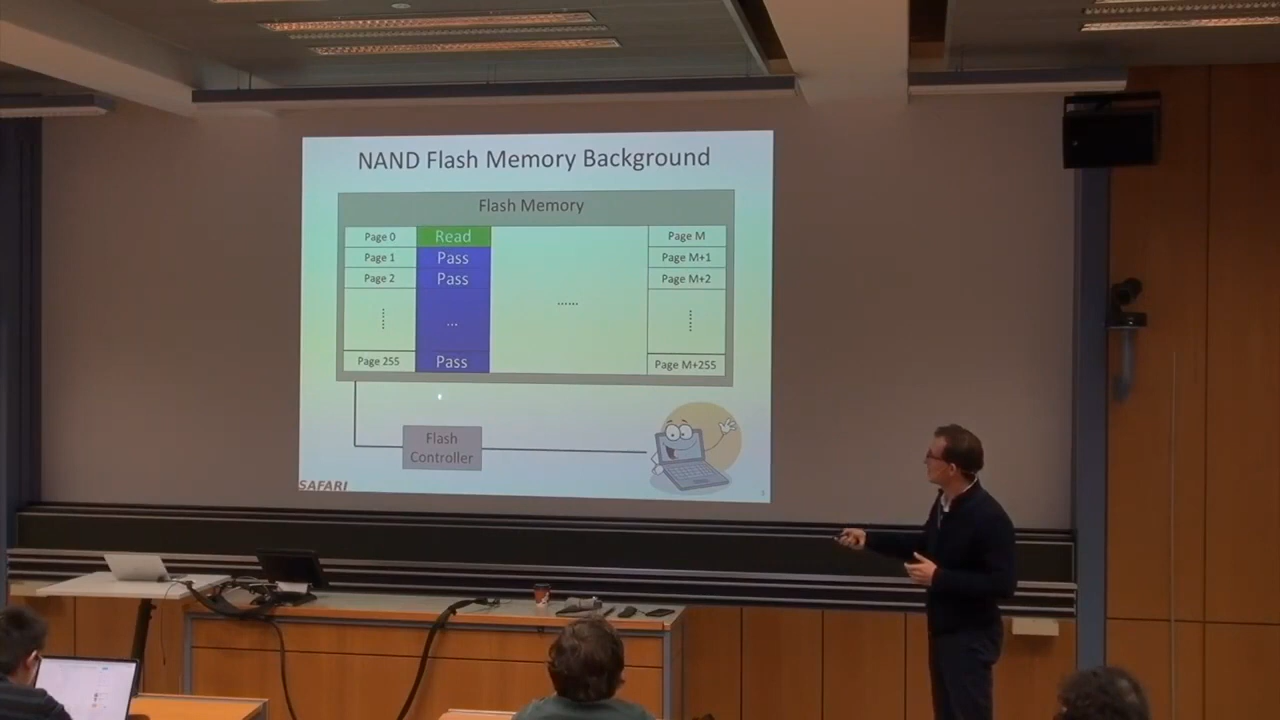 NAND Flash Memory Background
Flash Memory
Page 0 Read Page M
Page 1 Pass Page M+1
Page 2 Pass Page M+2
⋮ ... ...... ⋮
Page 255 Pass Page M+255
Flash
Controller
SAFARI